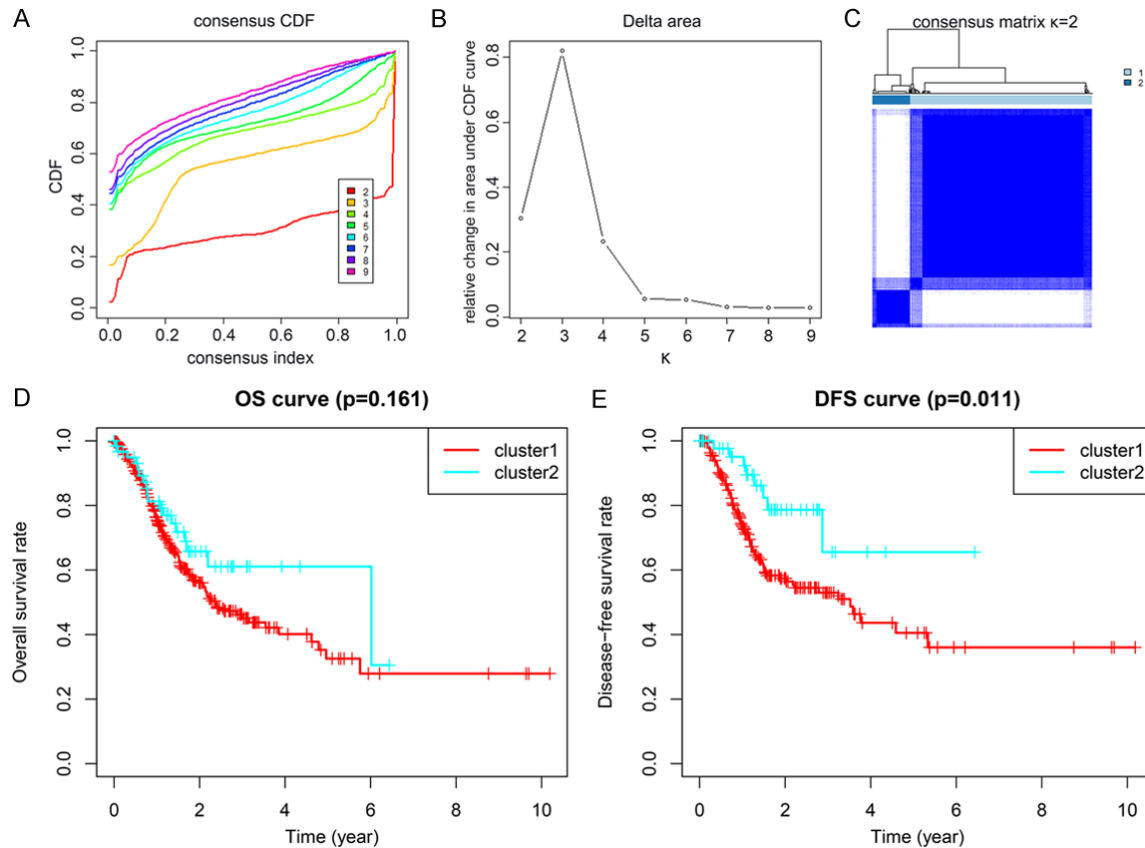 A
consensus CDF
CDF
0.0 0.2 0.4 0.6 0.8 1.0
2
3
4
5
6
7
8
9
0.0 0.2 0.4 0.6 0.8 1.0
consensus index
B
Delta area
relative change in area under CDF curve
0.0 0.2 0.4 0.6 0.8
2 3 4 5 6 7 8 9
κ
C
consensus matrix κ=2
1
2
D
OS curve (p=0.161)
Overall survival rate
0.0 0.2 0.4 0.6 0.8 1.0
cluster1
cluster2
0 2 4 6 8 10
Time (year)
E
DFS curve (p=0.011)
Disease-free survival rate
0.0 0.2 0.4 0.6 0.8 1.0
cluster1
cluster2
0 2 4 6 8 10
Time (year)